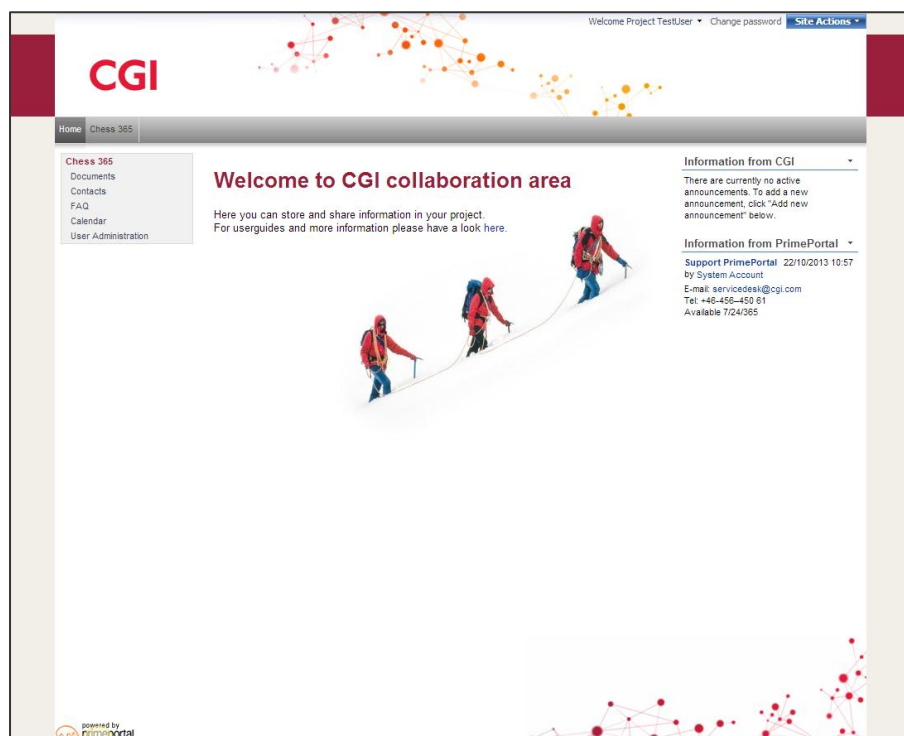 Welcome Project TestUser Change password Site Actions
CGI
Home Chess 365
Chess 365
Documents
Contacts
FAQ
Calendar
User Administration
Welcome to CGI collaboration area
Here you can store and share information in your project.
For userguides and more information please have a look here.
Information from CGI
There are currently no active
announcements. To add a new
announcement, click "Add new
announcement" below.
Information from PrimePortal
Support PrimePortal 22/10/2013 10:57
by System Account
E-mail: servicedesk@cgi.com
Tel: +46-456–450 61
Available 7/24/365
powered by
primeportal